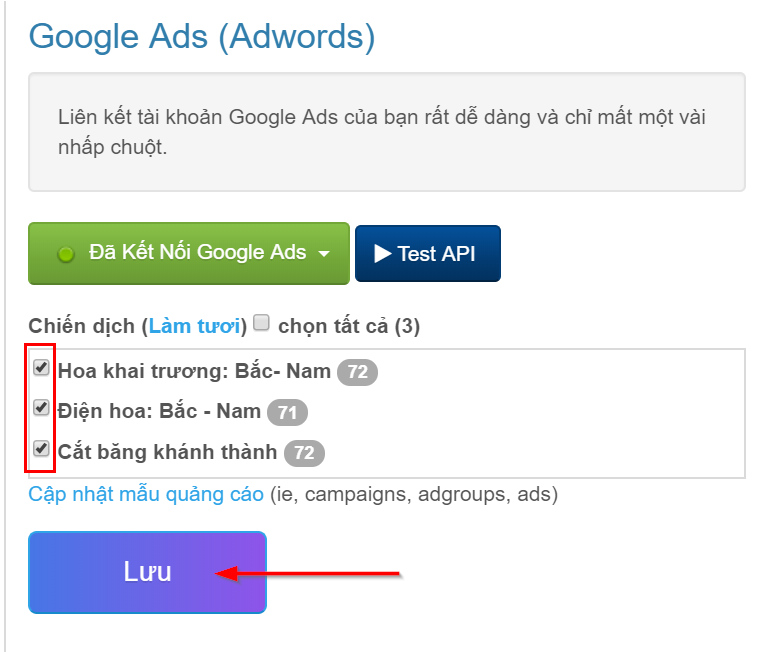 Google Ads (Adwords)
Liên kết tài khoản Google Ads của bạn rất dễ dàng và chỉ mất một vài
nhấp chuột.
Đã Kết Nối Google Ads
Test API
Chiến dịch (Làm tươi) chọn tất cả (3)
Hoa khai trương: Bắc- Nam 72
Điện hoa: Bắc - Nam 71
Cắt băng khánh thành 72
Cập nhật mẫu quảng cáo (ie, campaigns, adgroups, ads)
Lưu